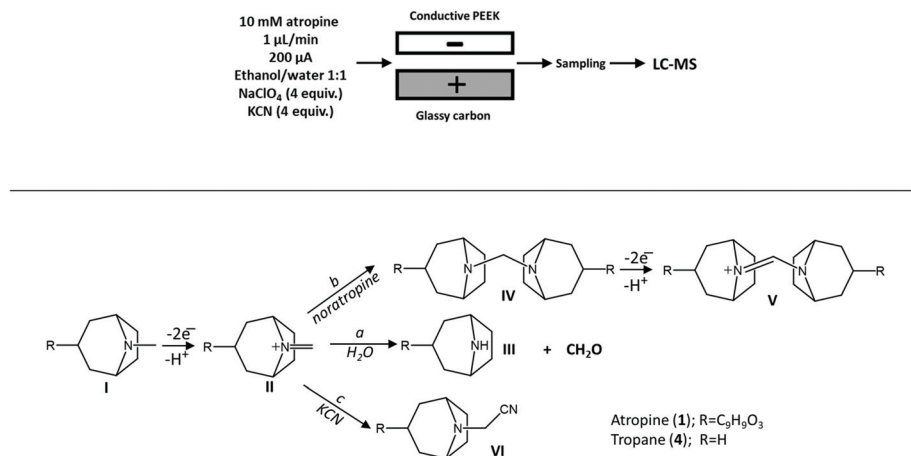 10 mM atropine
1 µL/min
200 µA
Ethanol/water 1:1
NaClO₄ (4 equiv.)
KCN (4 equiv.)
Conductive PEEK
-
+
Glassy carbon
Sampling
LC-MS
R
N
I
-2e⁻
-H⁺
R
+N
II
b
noratropine
a
H₂O
c
KCN
R
N
N
R
IV
-2e⁻
-H⁺
R
+N
N
R
V
R
NH
III
+ CH₂O
R
N
CN
VI
Atropine (1); R=C₉H₉O₃
Tropane (4); R=H